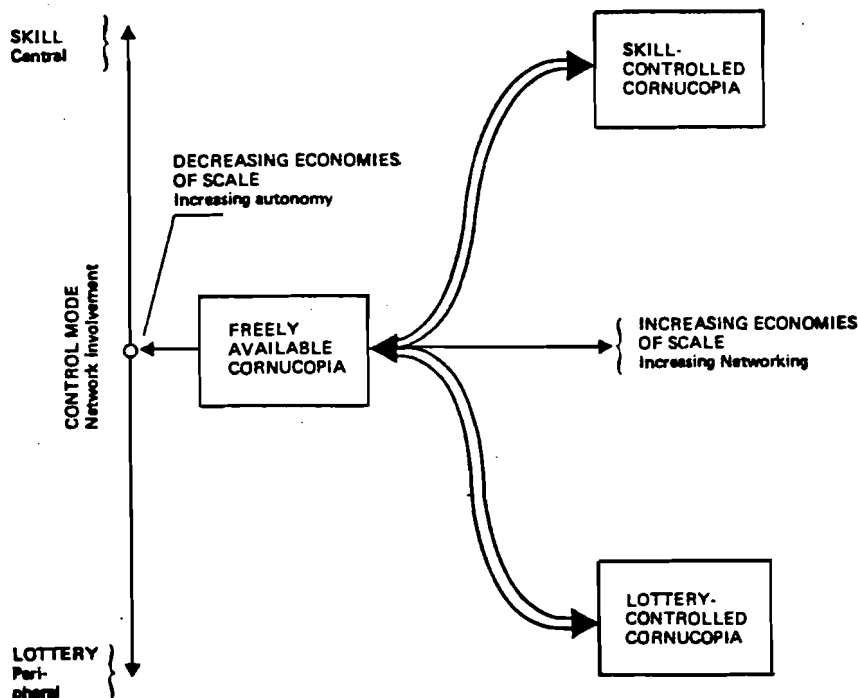 SKILL
Central
SKILL-
CONTROLLED
CORNUCOPIA
DECREASING ECONOMIES
OF SCALE
Increasing autonomy
CONTROL MODE
Network Involvement
FREELY
AVAILABLE
CORNUCOPIA
INCREASING ECONOMIES
OF SCALE
Increasing Networking
LOTTERY-
CONTROLLED
CORNUCOPIA
LOTTERY
Peri-
pheral